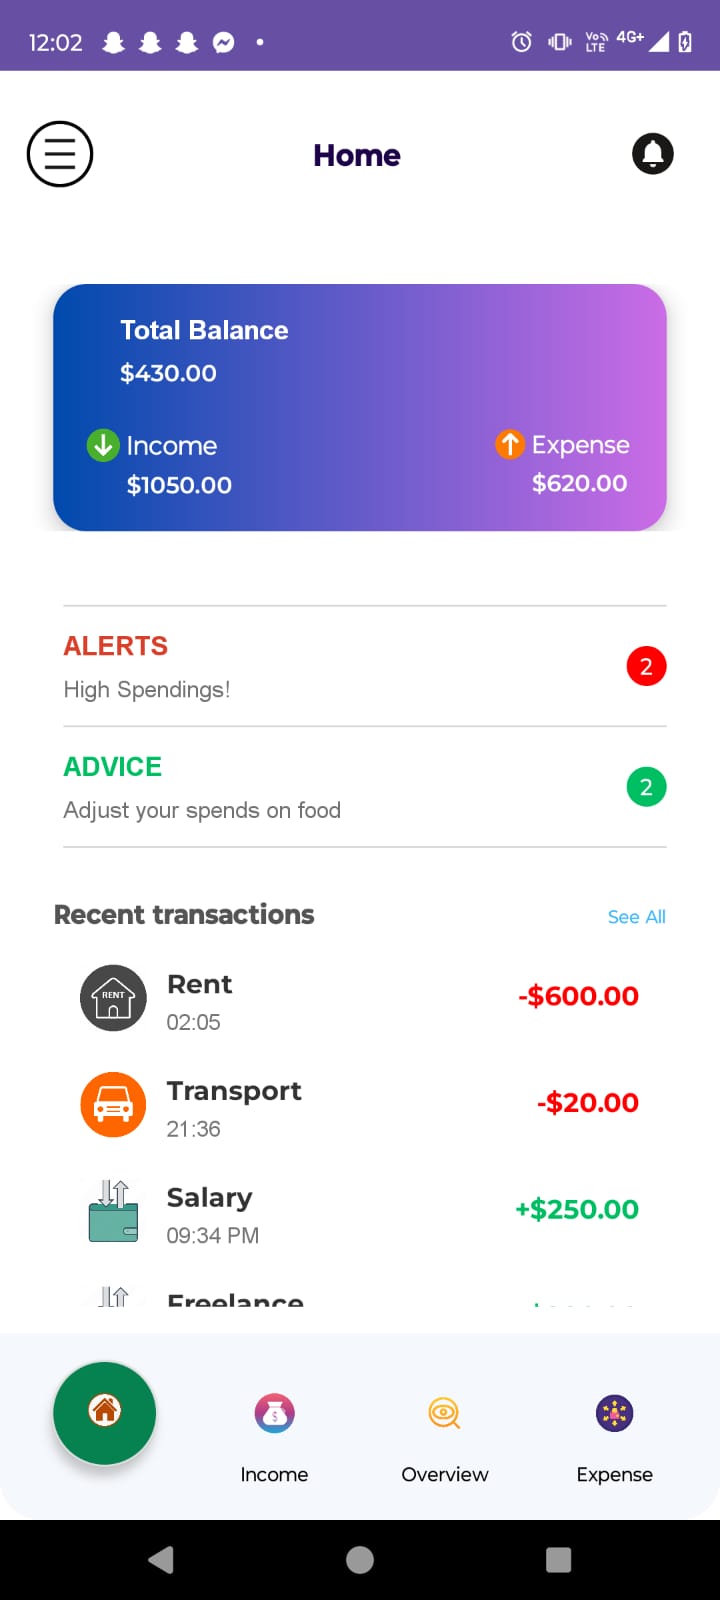 12:02
Vo)) LTE 4G+
Home
Total Balance
$430.00
Income
Expense
$1050.00
$620.00
ALERTS
High Spendings!
2
ADVICE
Adjust your spends on food
2
Recent transactions
See All
RENT
Rent
-$600.00
02:05
Transport
-$20.00
21:36
Salary
+$250.00
09:34 PM
Freelance
$
Income
Overview
Expense